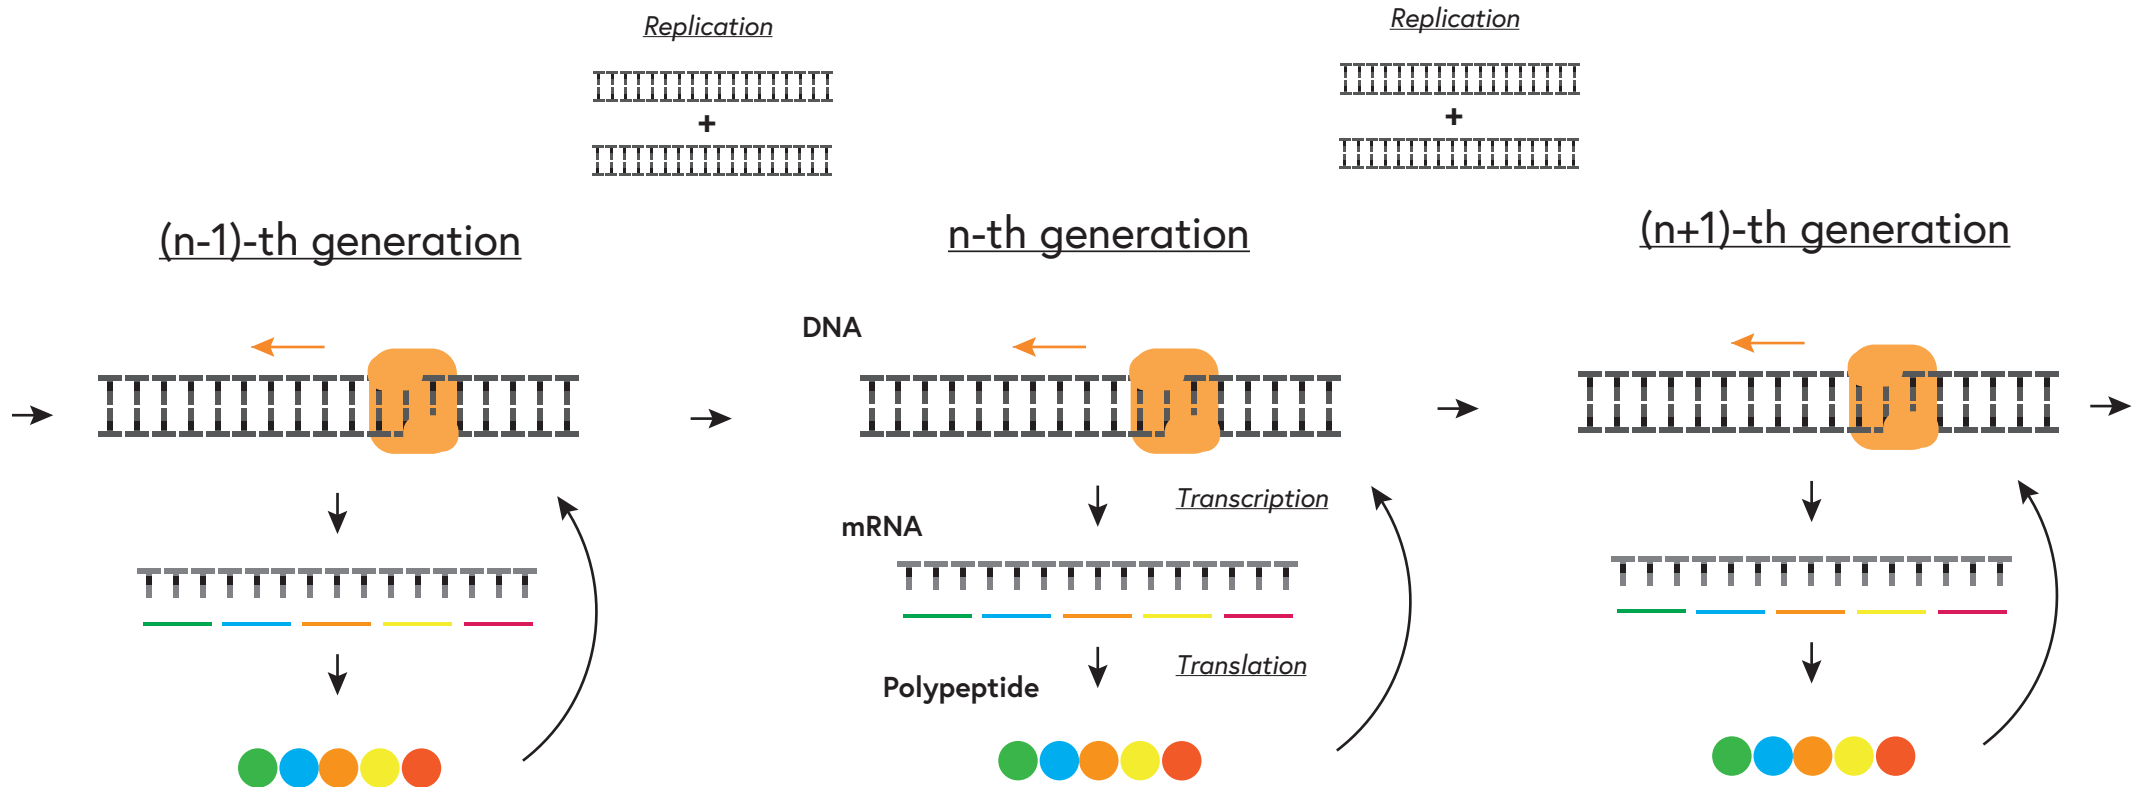 Replication
Replication
+
+
(n-1)-th generation
n-th generation
(n+1)-th generation
DNA
Transcription
mRNA
Translation
Polypeptide